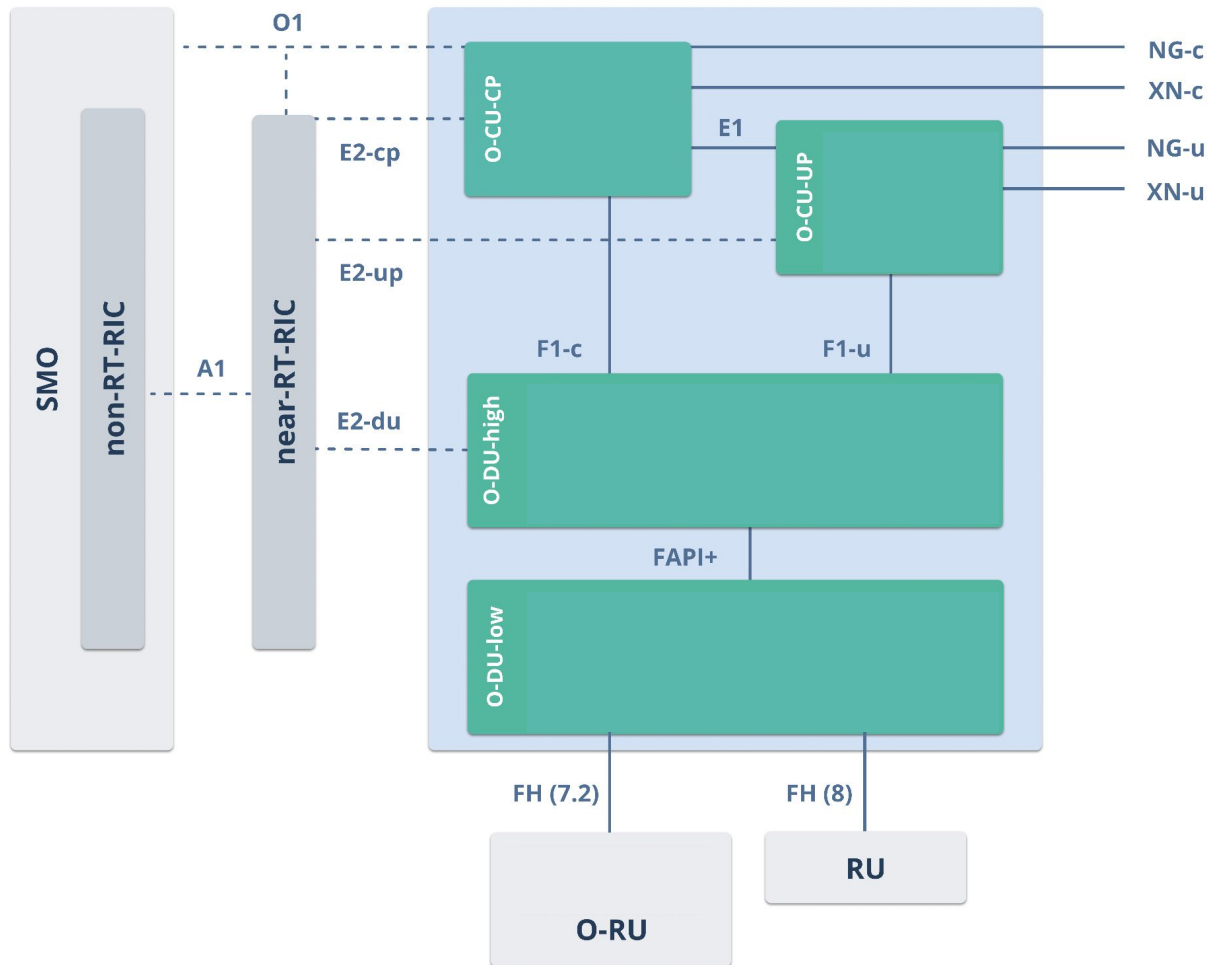 O1
NG-c
XN-c
O-CU-CP
E1
E2-cp
NG-u
XN-u
O-CU-UP
E2-up
SMO
non-RT-RIC
A1
near-RT-RIC
F1-c
F1-u
E2-du
O-DU-high
FAPI+
O-DU-low
FH (7.2)
FH (8)
RU
O-RU